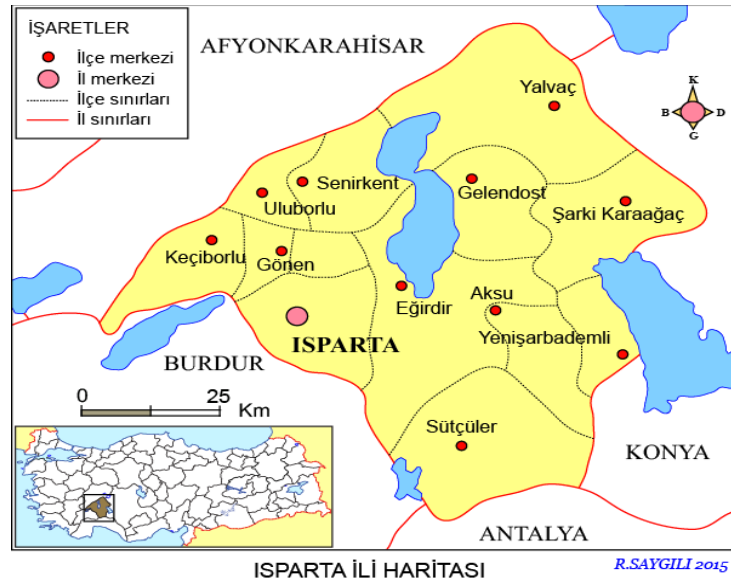 İŞARETLER
İlçe merkezi
İl merkezi
İlçe sınırları
İl sınırları
AFYONKARAHİSAR
Yalvaç
K
B
D
G
Senirkent
Uluborlu
Gelendost
Şarki Karaağaç
Keçiborlu
Gönen
Eğirdir
Aksu
ISPARTA
Yenişarbademli
BURDUR
0
25
Km
Sütçüler
KONYA
ANTALYA
ISPARTA İLİ HARİTASI
R.SAYGILI 2015